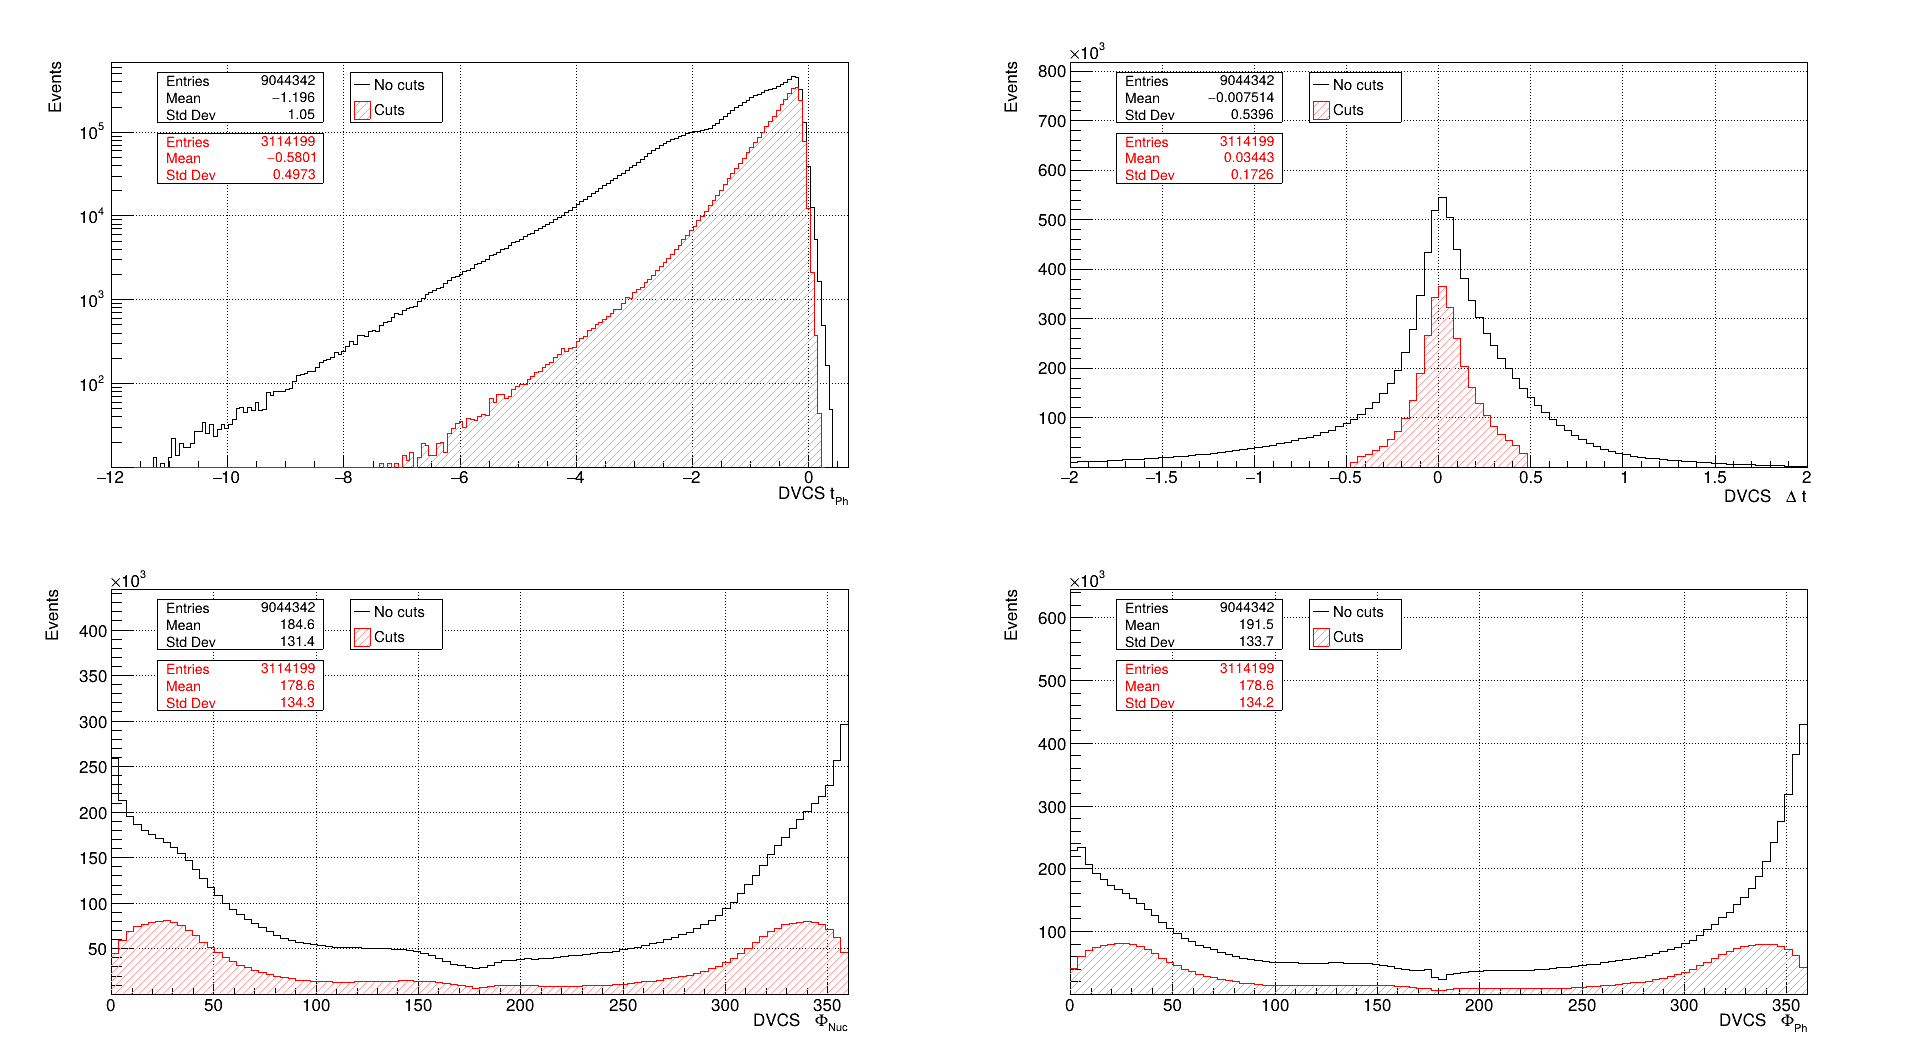 Events
Entries 9044342
Mean −1.196
Std Dev 1.05
Entries 3114199
Mean −0.5801
Std Dev 0.4973
No cuts
Cuts
10^5
10^4
10^3
10^2
−12 −10 −8 −6 −4 −2 0
DVCS t_Ph
×10^3
Events
Entries 9044342
Mean −0.007514
Std Dev 0.5396
Entries 3114199
Mean 0.03443
Std Dev 0.1726
No cuts
Cuts
800
700
600
500
400
300
200
100
−2 −1.5 −1 −0.5 0 0.5 1 1.5 2
DVCS Δ t
×10^3
Events
Entries 9044342
Mean 184.6
Std Dev 131.4
Entries 3114199
Mean 178.6
Std Dev 134.3
No cuts
Cuts
400
350
300
250
200
150
100
50
0 50 100 150 200 250 300 350
DVCS Φ_Nuc
×10^3
Events
Entries 9044342
Mean 191.5
Std Dev 133.7
Entries 3114199
Mean 178.6
Std Dev 134.2
No cuts
Cuts
600
500
400
300
200
100
0 50 100 150 200 250 300 350
DVCS Φ_Ph